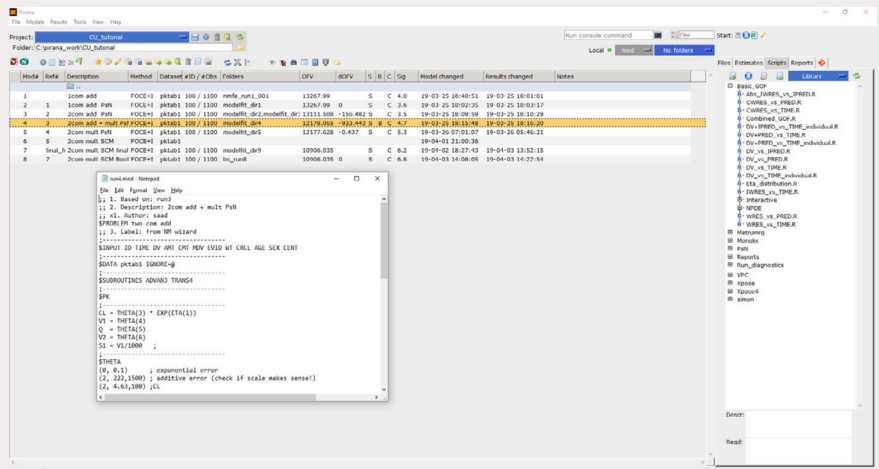 Pirana
File Models Results Tools View Help
Project: CU_tutorial
Run console command
Filter
Start:
Folder: C:\pirana_work\CU_tutorial
Local
mod
No folders
Files Estimates Scripts Reports
Mod# Ref# Description Method Dataset #ID / #Obs Folders OFV dOFV S B C Sig Model changed Results changed Notes
..
1 1com add FOCE+I pktab1 100 / 1100 nmfe_run1_001 13267.99 S C 4.0 19-03-25 16:40:51 19-03-25 18:01:01
2 1 1com add PsN FOCE+I pktab1 100 / 1100 modelfit_dir1 13267.99 0 S C 3.6 19-03-25 18:02:35 19-03-25 18:03:17
3 2 2com add PsN FOCE+I pktab1 100 / 1100 modelfit_dir2,modelfit_dir 13111.508 -156.482 S C 3.5 19-03-25 18:09:59 19-03-25 18:10:29
4 3 2com add + mult PsN FOCE+I pktab1 100 / 1100 modelfit_dir4 12178.065 -933.443 S B C 4.7 19-03-25 18:15:48 19-03-25 18:16:20
5 4 2com mult PsN FOCE+I pktab1 100 / 1100 modelfit_dir5 12177.628 -0.437 S C 5.3 19-03-26 07:01:07 19-03-26 05:46:21
6 5 2com mult SCM FOCE+I pktab1 100 / 1100 19-04-01 21:00:36
7 2com mult SCM final FOCE+I pktab1 100 / 1100 modelfit_dir9 10906.035 S C 6.2 19-04-02 18:27:43 19-04-03 13:52:15
8 7 2com mult SCM Boot FOCE+I pktab1 100 / 1100 bs_run8 10906.035 0 S C 6.6 19-04-03 14:08:05 19-04-03 14:22:54
run4.mod - Notepad
File Edit Format View Help
;; 1. Based on: run3
;; 2. Description: 2com add + mult PsN
;; x1. Author: saad
$PROBLEM two com add
;; 3. Label: from NM wizard
;---------------------------------
$INPUT ID TIME DV AMT CMT MDV EVID WT CRCL AGE SEX CENT
;---------------------------------
$DATA pktab1 IGNORE=@
;---------------------------------
$SUBROUTINES ADVAN3 TRANS4
;---------------------------------
$PK
;---------------------------------
CL = THETA(3) * EXP(ETA(1))
V1 = THETA(4)
Q = THETA(5)
V2 = THETA(6)
S1 = V1/1000 ;
;---------------------------------
$THETA
(0, 0.1) ; exponential error
(2, 222,1500) ; additive error (check if scale makes sense!)
(2, 4.63,100) ;CL
Library
Basic_GOF
Abs_IWRES_vs_IPRED.R
CWRES_vs_PRED.R
CWRES_vs_TIME.R
Combined_GOF.R
DV+IPRED_vs_TIME_individual.R
DV+PRED_vs_TIME.R
DV+PRED_vs_TIME_individual.R
DV_vs_IPRED.R
DV_vs_PRED.R
DV_vs_TIME.R
DV_vs_TIME_individual.R
Eta_distribution.R
IWRES_vs_TIME.R
Interactive
NPDE
WRES_vs_PRED.R
WRES_vs_TIME.R
Metrumrg
Monolix
PsN
Reports
Run_diagnostics
VPC
Xpose
Xpose4
simon
Descr:
Read: